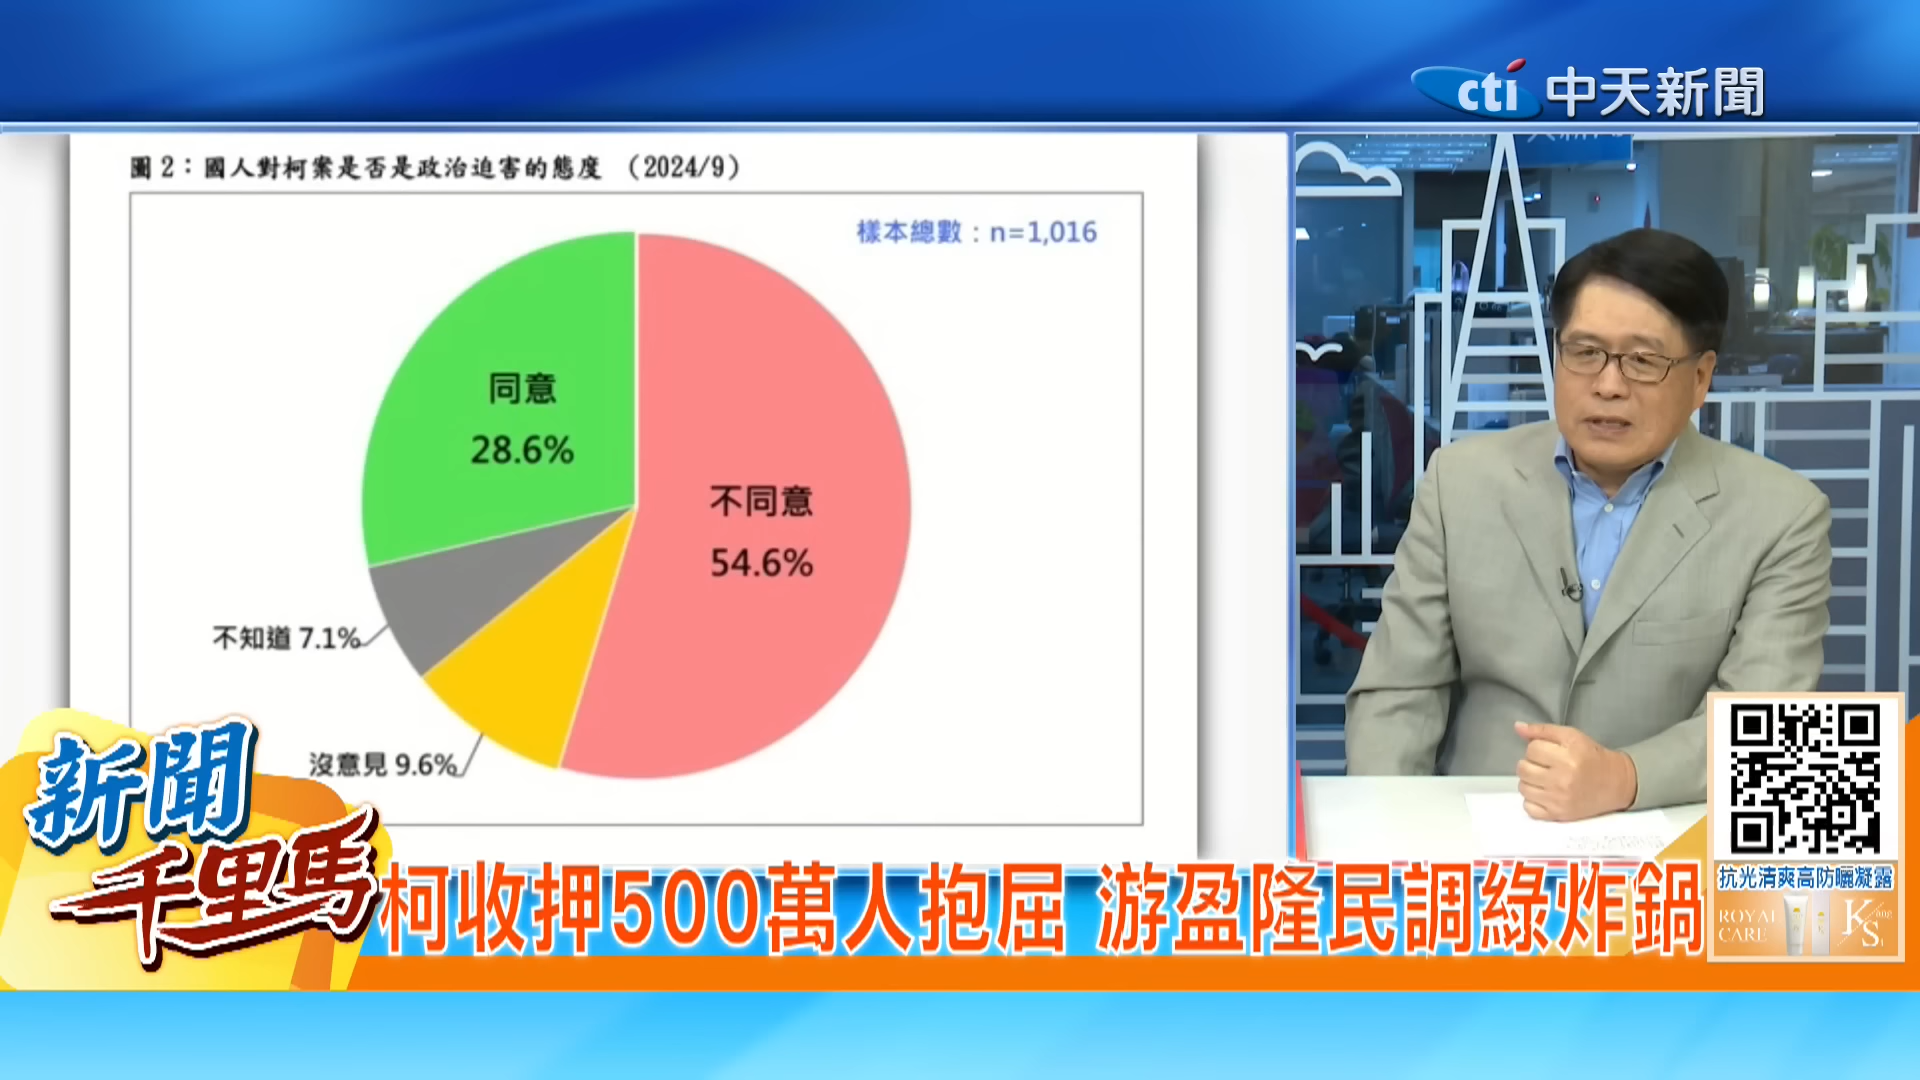 cti 中天新聞
圖 2：國人對柯案是否是政治迫害的態度 （2024/9）
樣本總數：n=1,016
同意
28.6%
不同意
54.6%
不知道 7.1%
沒意見 9.6%
新聞
千里馬
柯收押500萬人抱屈 游盈隆民調綠炸鍋
抗光清爽高防曬凝露
ROYAL
CARE